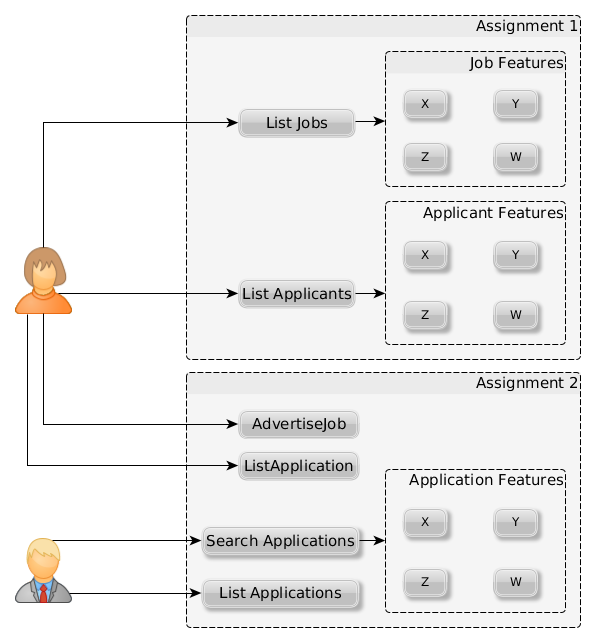 Assignment 1
Job Features
X Y
List Jobs
Z W
Applicant Features
X Y
List Applicants
Z W
Assignment 2
AdvertiseJob
ListApplication
Application Features
X Y
Search Applications
Z W
List Applications